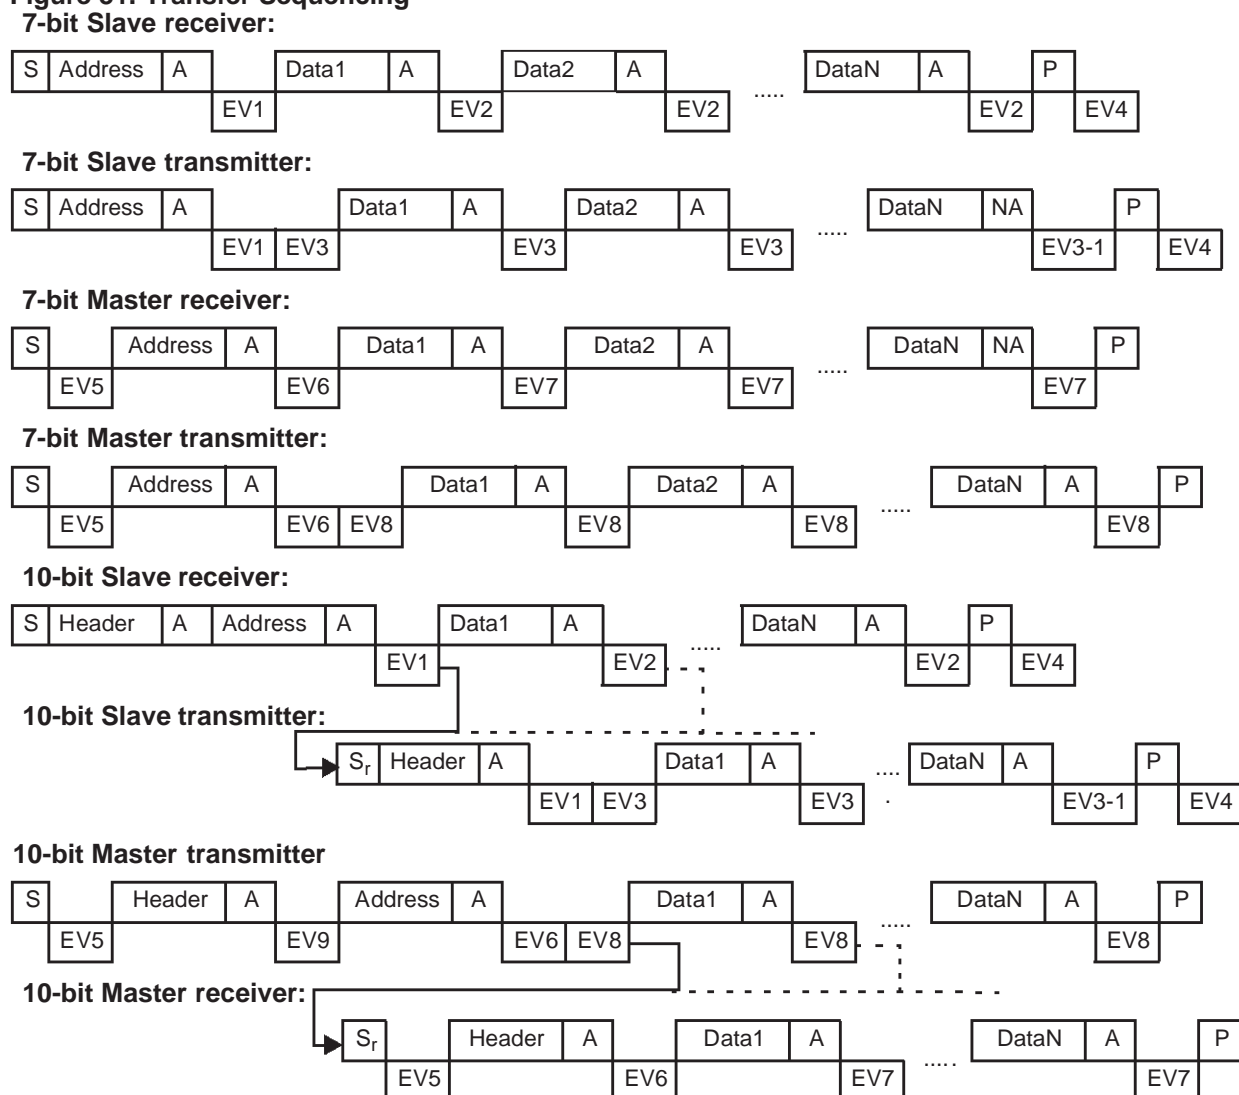 7-bit Slave receiver:
S Address A Data1 A Data2 A ..... DataN A P
EV1 EV2 EV2 EV2 EV4
7-bit Slave transmitter:
S Address A Data1 A Data2 A ..... DataN NA P
EV1 EV3 EV3 EV3 EV3-1 EV4
7-bit Master receiver:
S Address A Data1 A Data2 A ..... DataN NA P
EV5 EV6 EV7 EV7 EV7
7-bit Master transmitter:
S Address A Data1 A Data2 A ..... DataN A P
EV5 EV6 EV8 EV8 EV8 EV8
10-bit Slave receiver:
S Header A Address A Data1 A ..... DataN A P
EV1 EV2 EV2 EV4
10-bit Slave transmitter:
Sr Header A Data1 A .... DataN A P
EV1 EV3 EV3 . EV3-1 EV4
10-bit Master transmitter
S Header A Address A Data1 A ..... DataN A P
EV5 EV9 EV6 EV8 EV8 EV8
10-bit Master receiver:
Sr Header A Data1 A ..... DataN A P
EV5 EV6 EV7 EV7